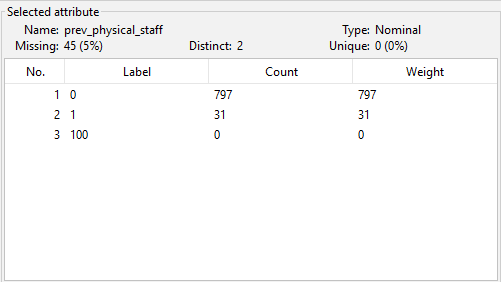 Selected attribute
Name: prev_physical_staff Type: Nominal
Missing: 45 (5%) Distinct: 2 Unique: 0 (0%)
No. Label Count Weight
1 0 797 797
2 1 31 31
3 100 0 0